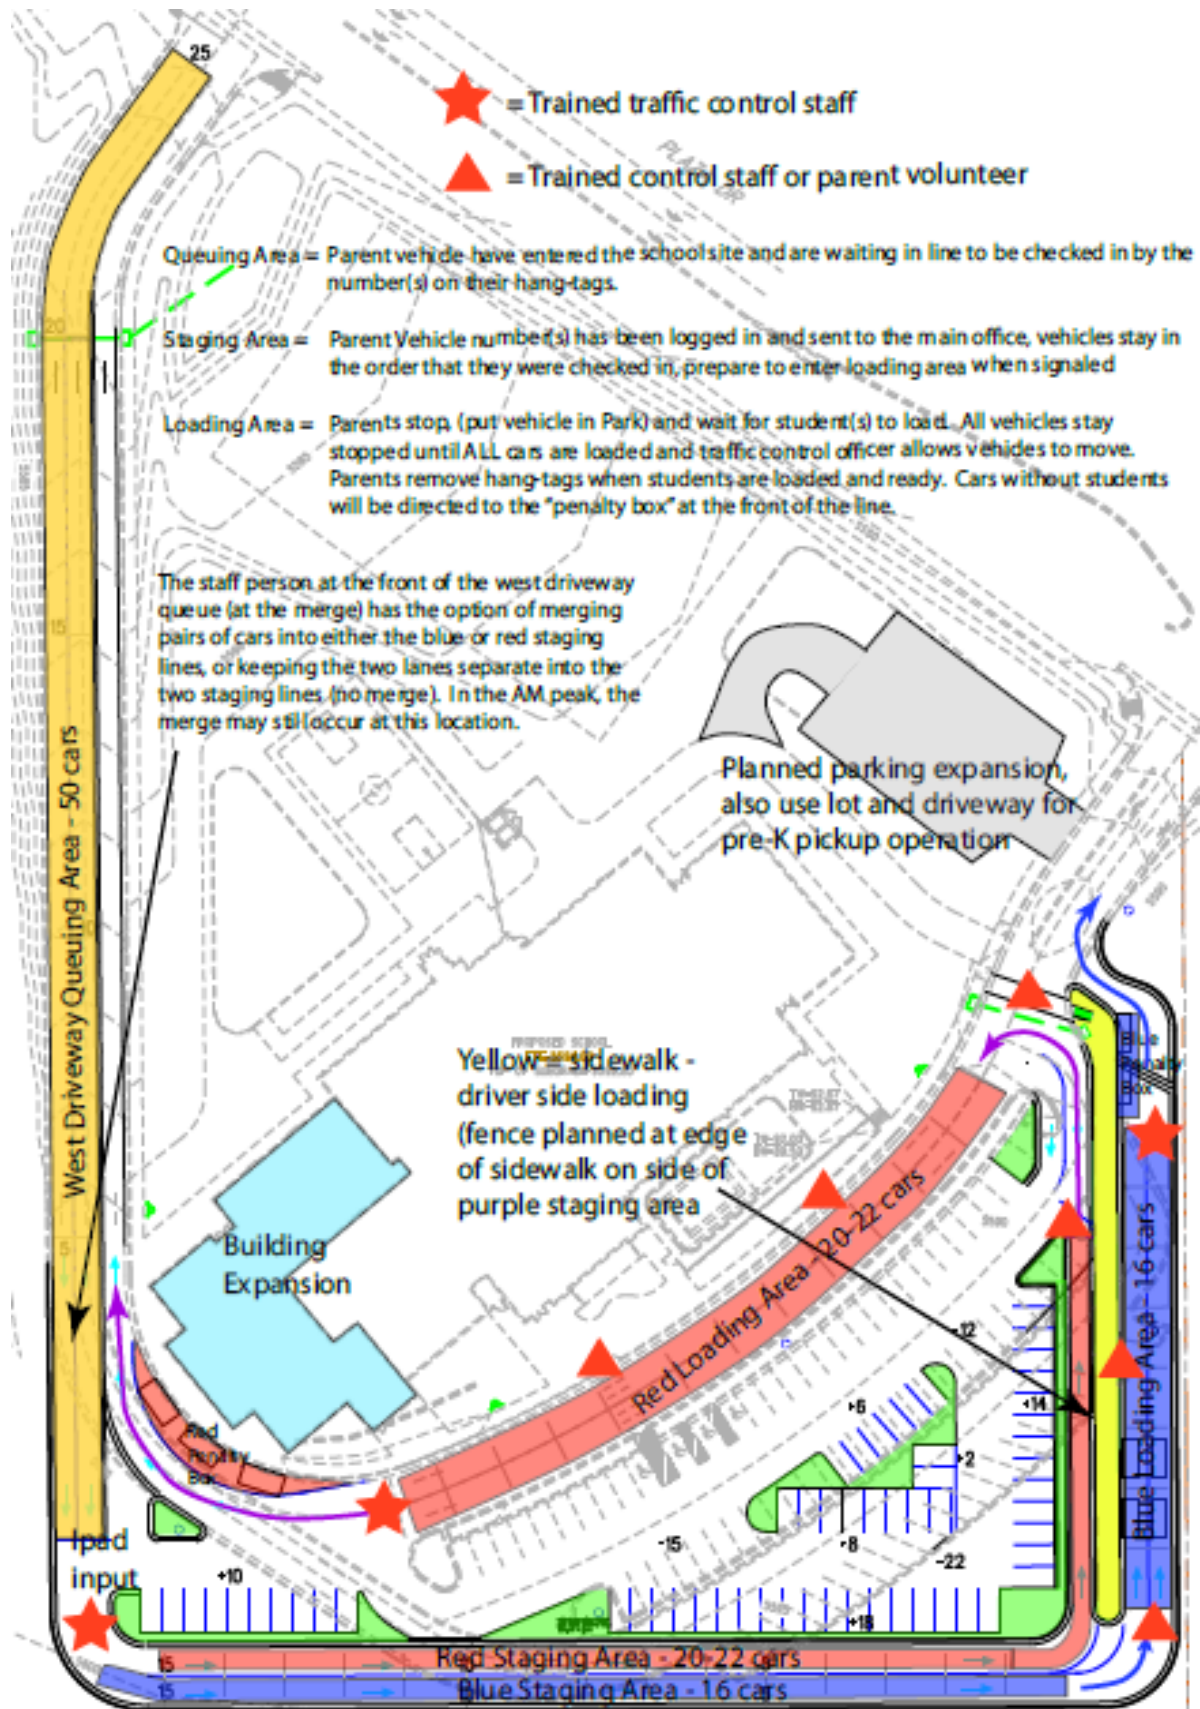 25
= Trained traffic control staff
PLAZA DR
= Trained control staff or parent volunteer
Queuing Area = Parent vehicle have entered the school site and are waiting in line to be checked in by the
number(s) on their hang-tags.
20
Staging Area = Parent Vehicle number(s) has been logged in and sent to the main office, vehicles stay in
the order that they were checked in, prepare to enter loading area when signaled
Loading Area = Parents stop, (put vehicle in Park) and wait for student(s) to load. All vehicles stay
stopped until ALL cars are loaded and traffic control officer allows vehicles to move.
Parents remove hang-tags when students are loaded and ready. Cars without students
will be directed to the "penalty box" at the front of the line.
The staff person at the front of the west driveway
queue (at the merge) has the option of merging
pairs of cars into either the blue or red staging
lines, or keeping the two lanes separate into the
two staging lines (no merge). In the AM peak, the
merge may still occur at this location.
15
West Driveway Queuing Area - 50 cars
Planned parking expansion,
also use lot and driveway for
pre-K pickup operation
PROPOSED SCHOOL
Yellow = sidewalk -
driver side loading
(fence planned at edge
of sidewalk on side of
purple staging area
Blue
Penalty
Box
Building
Expansion
5
Red Loading Area - 20-22 cars
Blue Loading Area - 16 cars
-12
+14
+6
+2
Red
Penalty
Box
-15
+8
-22
Ipad
input
+10
+18
15
Red Staging Area - 20-22 cars
15
Blue Staging Area - 16 cars